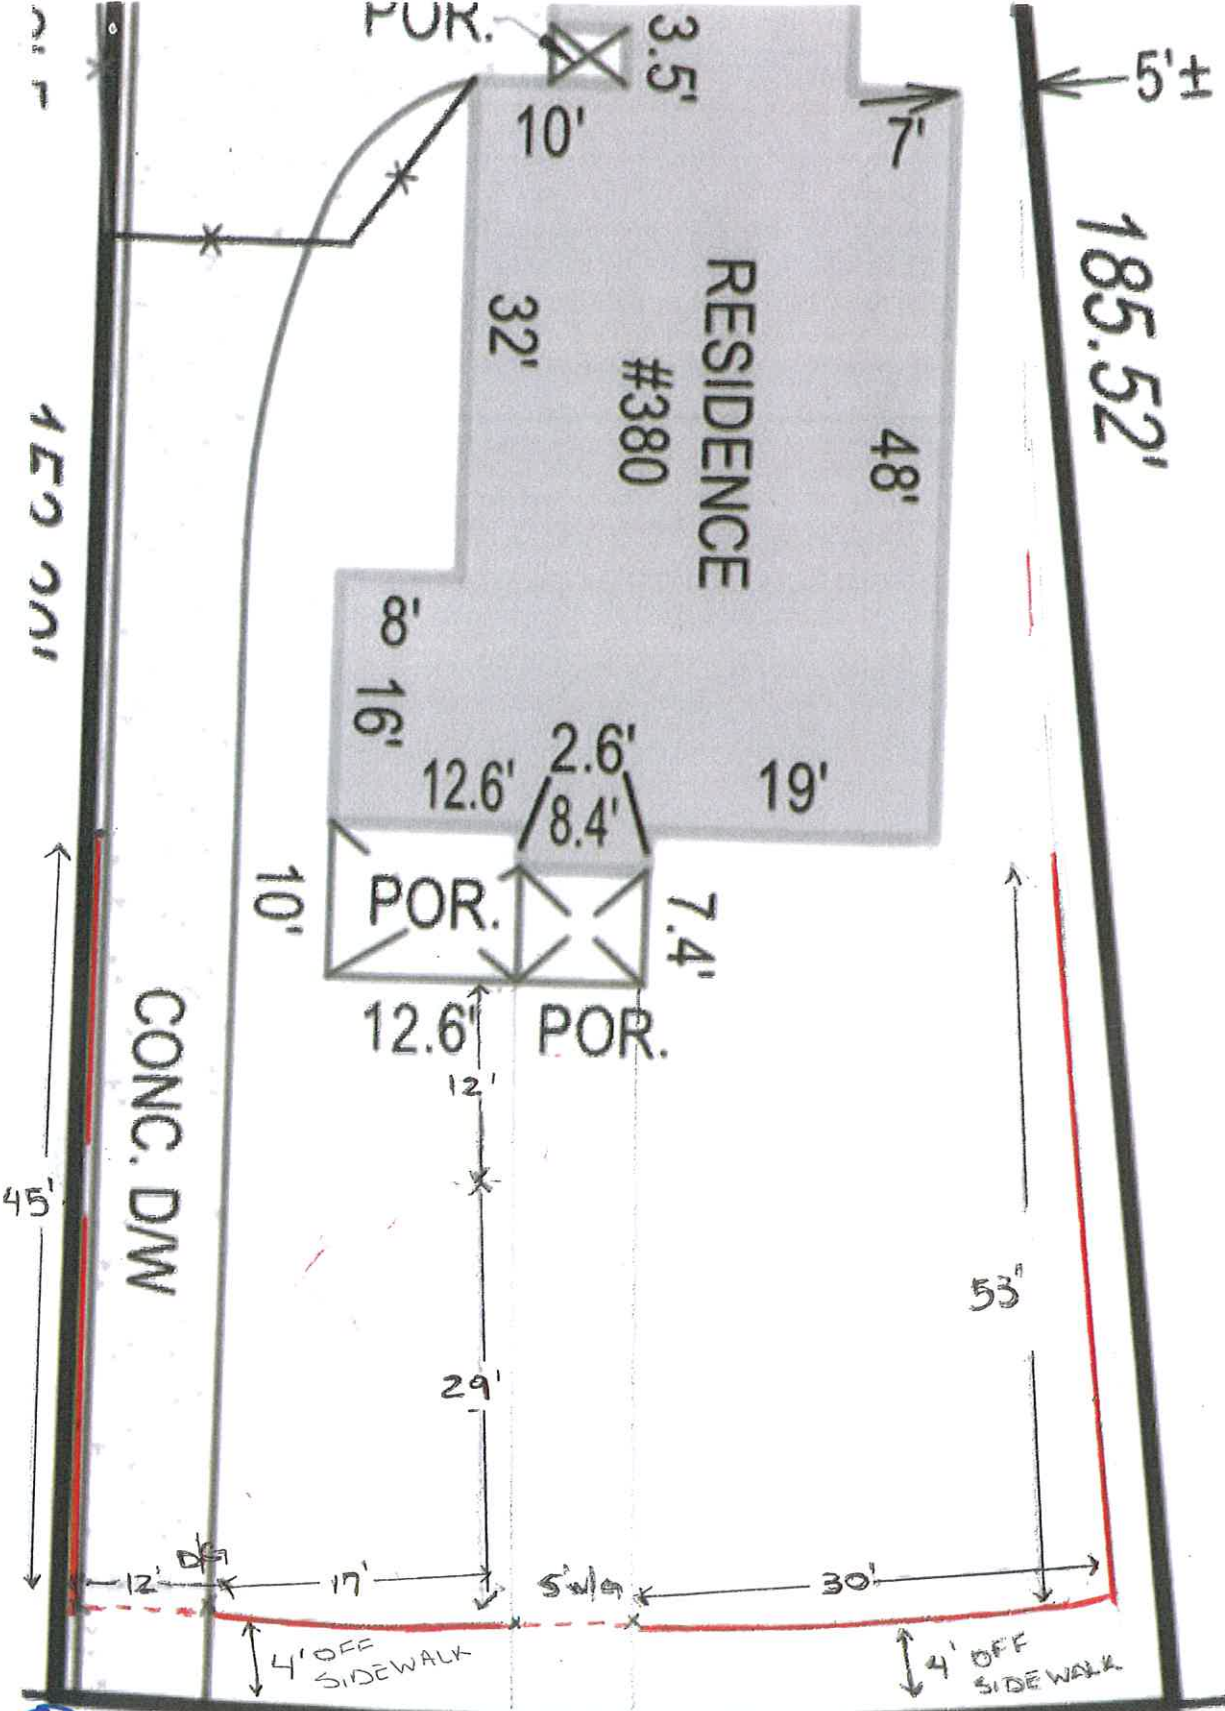 POR.
3.5'
5'±
10'
7'
185.52'
RESIDENCE
#380
32'
48'
8'
16'
2.6'
12.6'
8.4'
19'
10'
POR.
7.4'
12.6'
POR.
12'
CONC. D/W
45'
53'
29'
12'
D/G
17'
5' W/G
30'
4' OFF
SIDEWALK
4' OFF
SIDEWALK